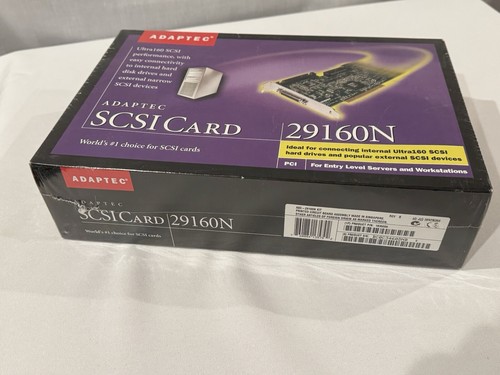 ADAPTEC
Ultra160 SCSI
performance, with
easy connectivity
to internal hard
disk drives and
external narrow
SCSI devices
ADAPTEC
SCSI CARD 29160N
World's #1 choice for SCSI cards
Ideal for connecting internal Ultra160 SCSI
hard drives and popular external SCSI devices
PCI For Entry Level Servers and Workstations
ADAPTEC
SCSI CARD 29160N
World's #1 choice for SCSI cards